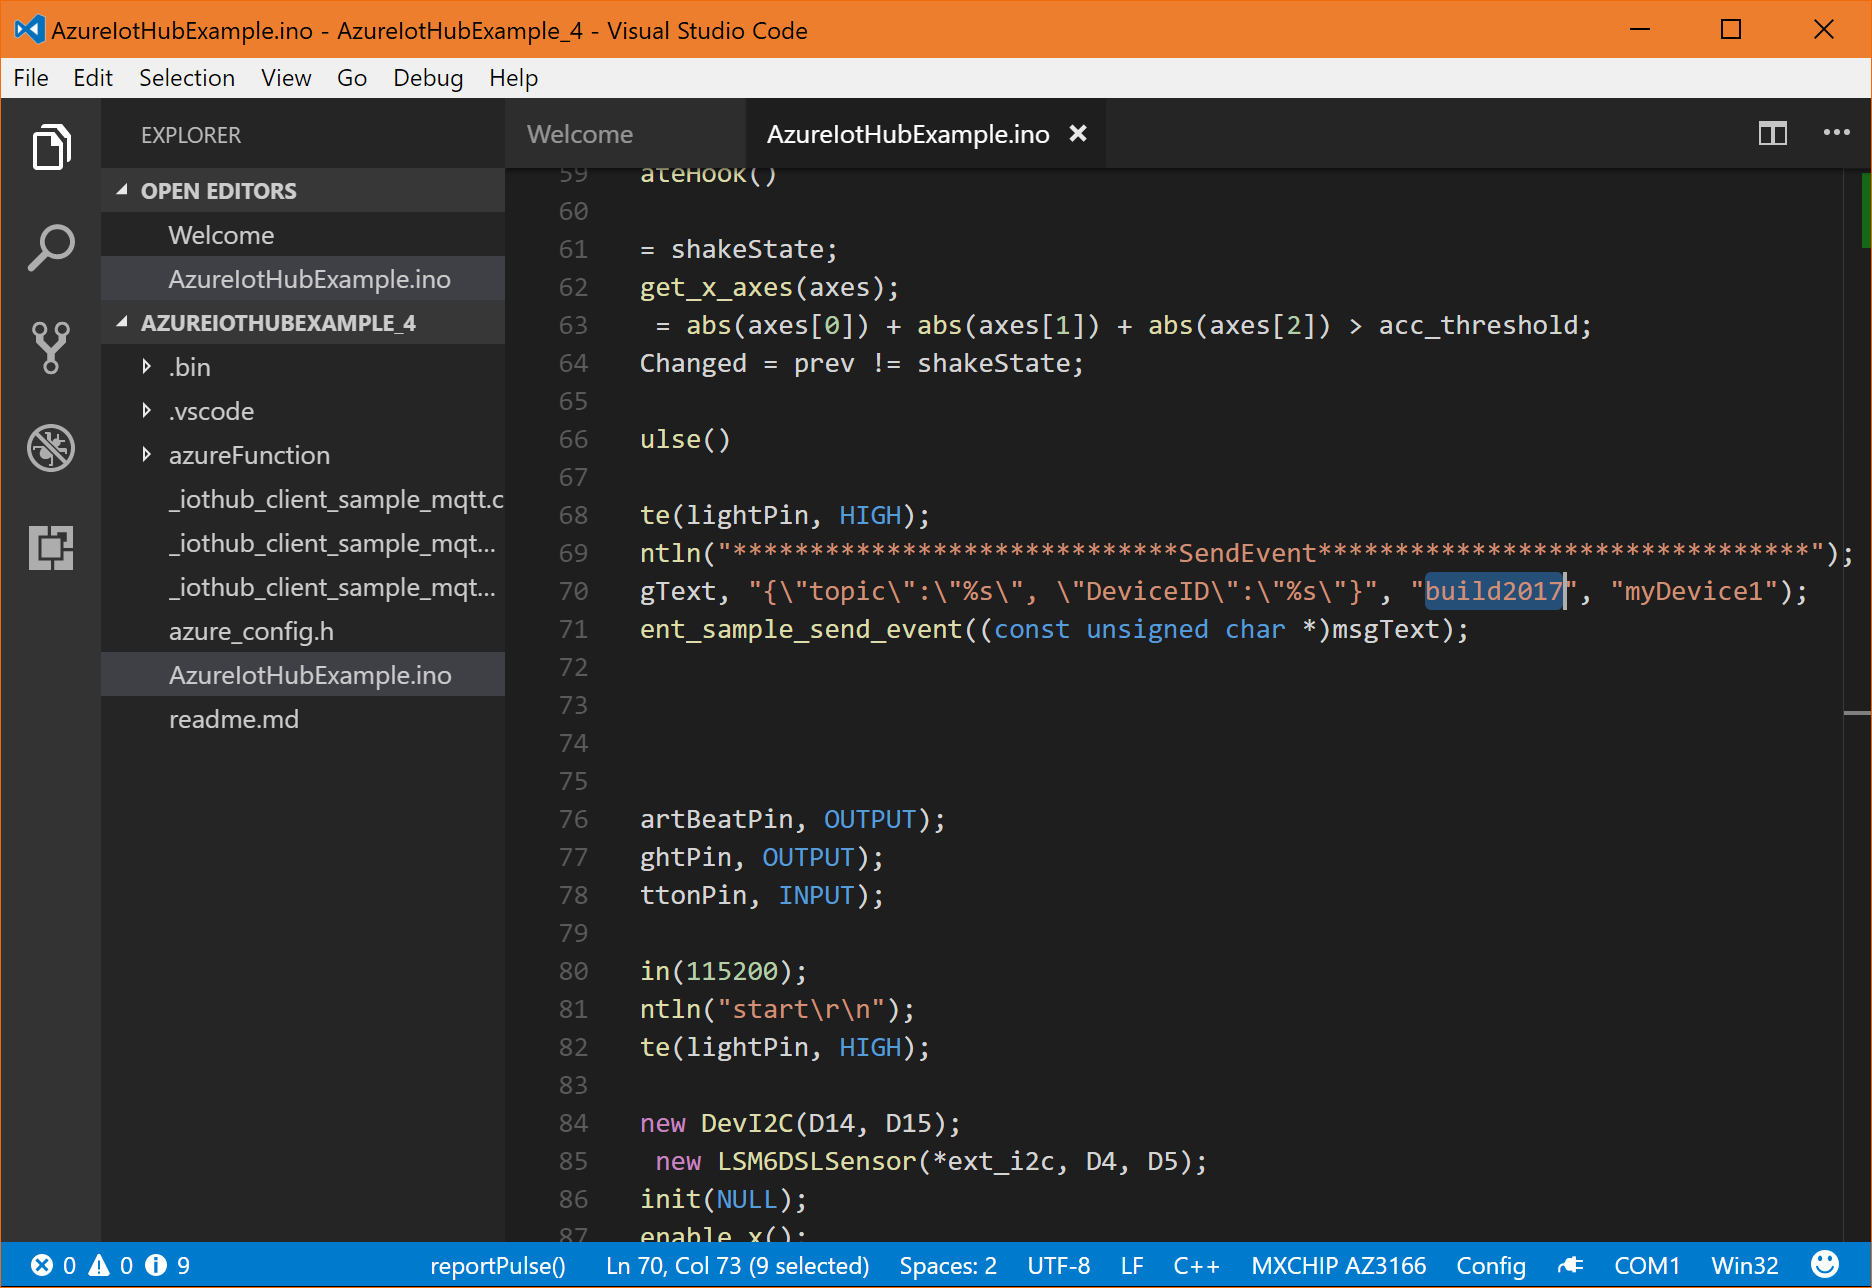 AzureIotHubExample.ino - AzureIotHubExample_4 - Visual Studio Code
File Edit Selection View Go Debug Help
EXPLORER
OPEN EDITORS
Welcome
AzureIotHubExample.ino
AZUREIOTHUBEXAMPLE_4
.bin
.vscode
azureFunction
_iothub_client_sample_mqtt.c
_iothub_client_sample_mqt...
_iothub_client_sample_mqt...
azure_config.h
AzureIotHubExample.ino
readme.md
Welcome AzureIotHubExample.ino
59 ateHook()
60
61 = shakeState;
62 get_x_axes(axes);
63 = abs(axes[0]) + abs(axes[1]) + abs(axes[2]) > acc_threshold;
64 Changed = prev != shakeState;
65
66 ulse()
67
68 te(lightPin, HIGH);
69 ntln("*****************************SendEvent********************************");
70 gText, "{\"topic\":\"%s\", \"DeviceID\":\"%s\"}", "build2017", "myDevice1");
71 ent_sample_send_event((const unsigned char *)msgText);
72
73
74
75
76 artBeatPin, OUTPUT);
77 ghtPin, OUTPUT);
78 ttonPin, INPUT);
79
80 in(115200);
81 ntln("start\r\n");
82 te(lightPin, HIGH);
83
84 new DevI2C(D14, D15);
85 new LSM6DSLSensor(*ext_i2c, D4, D5);
86 init(NULL);
87 enable_x();
0 0 9 reportPulse() Ln 70, Col 73 (9 selected) Spaces: 2 UTF-8 LF C++ MXCHIP AZ3166 Config COM1 Win32